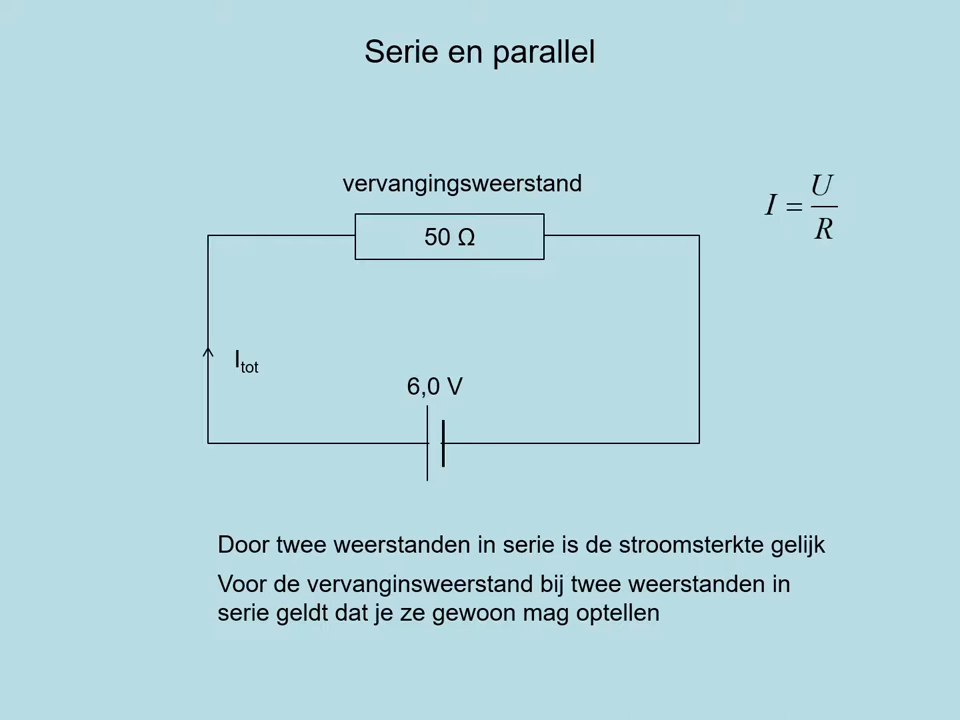 Serie en parallel
vervangingsweerstand
I = U / R
50 Ω
I_tot
6,0 V
Door twee weerstanden in serie is de stroomsterkte gelijk
Voor de vervanginsweerstand bij twee weerstanden in
serie geldt dat je ze gewoon mag optellen